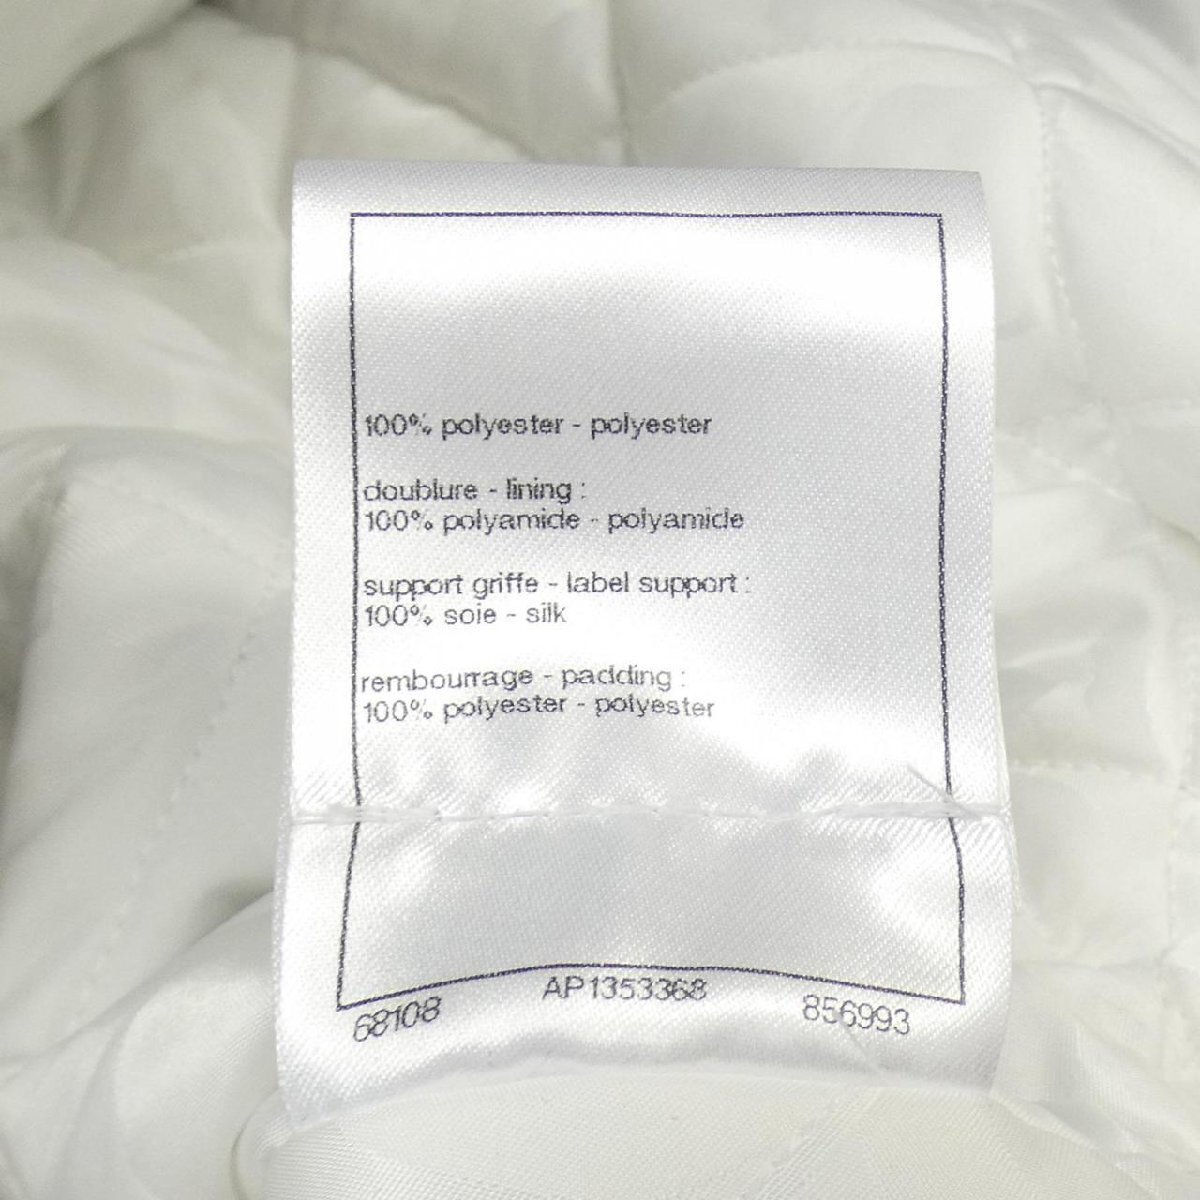 100% polyester - polyester
doublure - lining :
100% polyamide - polyamide
support griffe - label support :
100% soie - silk
rembourrage - padding :
100% polyester - polyester
68108 AP1353368 856993